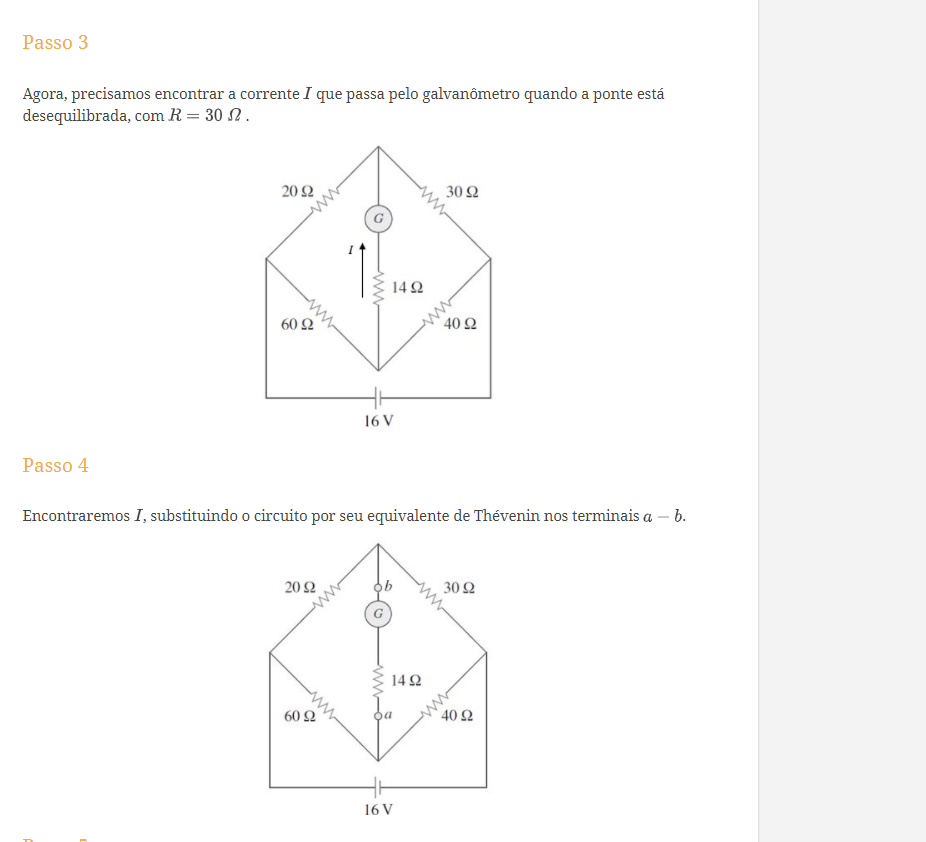 Passo 3
Agora, precisamos encontrar a corrente I que passa pelo galvanômetro quando a ponte está
desequilibrada, com R = 30 Ω .
20 Ω
30 Ω
G
I
14 Ω
60 Ω
40 Ω
16 V
Passo 4
Encontraremos I, substituindo o circuito por seu equivalente de Thévenin nos terminais a − b.
20 Ω
b
30 Ω
G
14 Ω
60 Ω
a
40 Ω
16 V